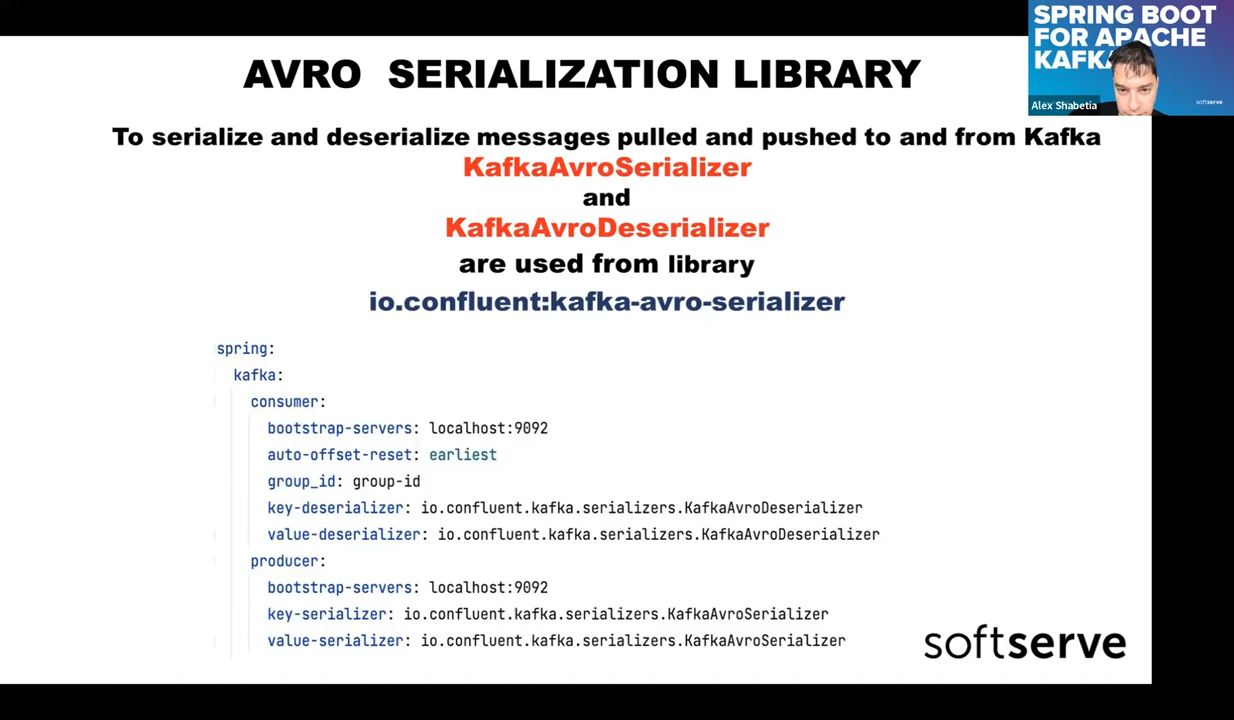 SPRING BOOT
FOR APACHE
KAFKA
Alex Shabetia
softserve
AVRO SERIALIZATION LIBRARY
To serialize and deserialize messages pulled and pushed to and from Kafka
KafkaAvroSerializer
and
KafkaAvroDeserializer
are used from library
io.confluent:kafka-avro-serializer
spring:
kafka:
consumer:
bootstrap-servers: localhost:9092
auto-offset-reset: earliest
group_id: group-id
key-deserializer: io.confluent.kafka.serializers.KafkaAvroDeserializer
value-deserializer: io.confluent.kafka.serializers.KafkaAvroDeserializer
producer:
bootstrap-servers: localhost:9092
key-serializer: io.confluent.kafka.serializers.KafkaAvroSerializer
value-serializer: io.confluent.kafka.serializers.KafkaAvroSerializer
softserve